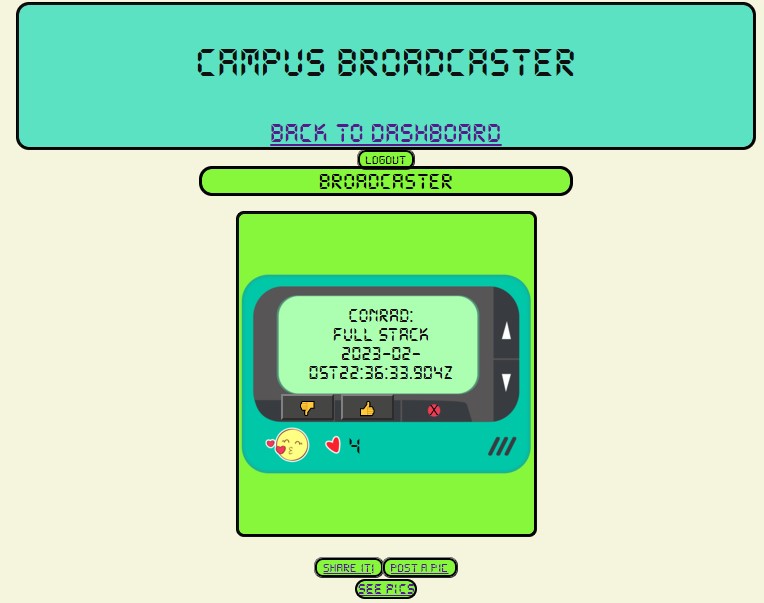 CAMPUS BROADCASTER
BACK TO DASHBOARD
LOGOUT
BROADCASTER
CONRAD:
FULL STACK
2023-02-
05T22:36:33.904Z
4
SHARE IT! POST A PIC
SEE PICS